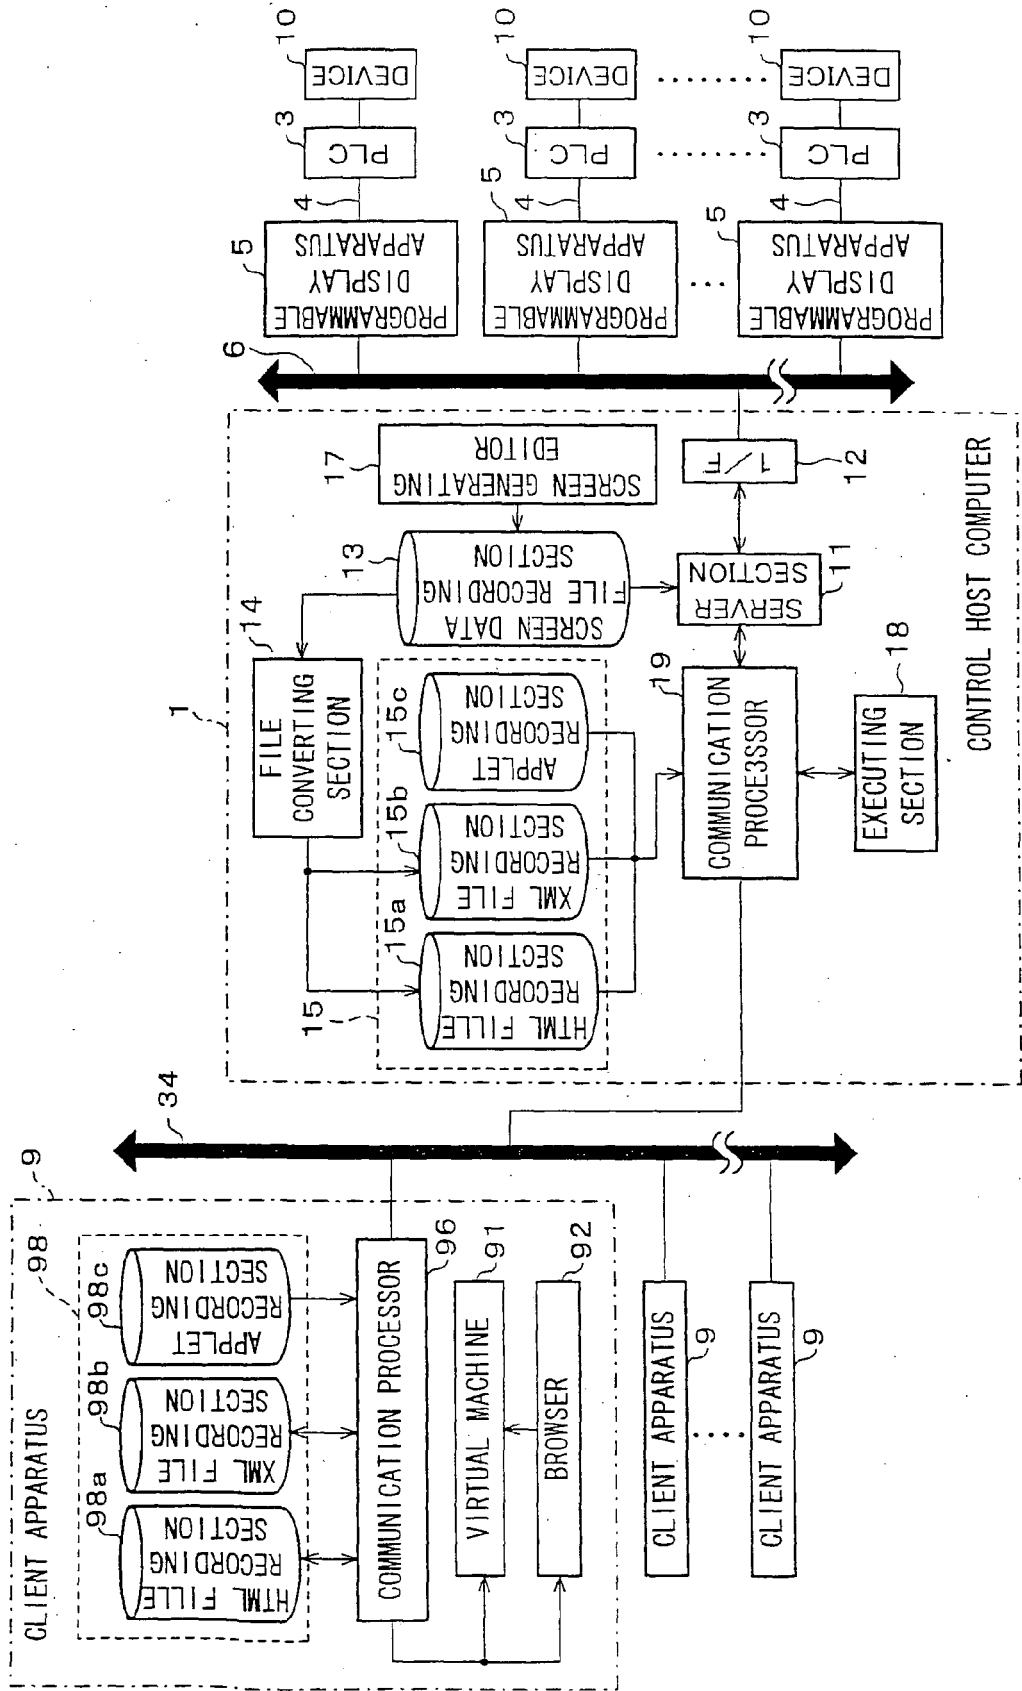 CLIENT APPARATUS
9
98
98a
98b
98c
HTML FILLE
RECORDING
SECTION
XML FILE
RECORDING
SECTION
APPLET
RECORDING
SECTION
COMMUNICATION PROCESSOR
96
VIRTUAL MACHINE
91
BROWSER
92
CLIENT APPARATUS
9
CLIENT APPARATUS
9
34
1
FILE
CONVERTING
SECTION
14
15
15a
15b
15c
HTML FILLE
RECORDING
SECTION
XML FILE
RECORDING
SECTION
APPLET
RECORDING
SECTION
13
SCREEN DATA
FILE RECORDING
SECTION
17
SCREEN GENERATING
EDITOR
19
COMMUNICATION
PROCE3SSOR
SERVER
SECTION
11
1/F
12
EXECUTING
SECTION
18
CONTROL HOST COMPUTER
6
PROGRAMMABLE
DISPLAY
APPARATUS
5
4
PLC
3
DEVICE
10
PROGRAMMABLE
DISPLAY
APPARATUS
5
4
PLC
3
DEVICE
10
PROGRAMMABLE
DISPLAY
APPARATUS
5
4
PLC
3
DEVICE
10